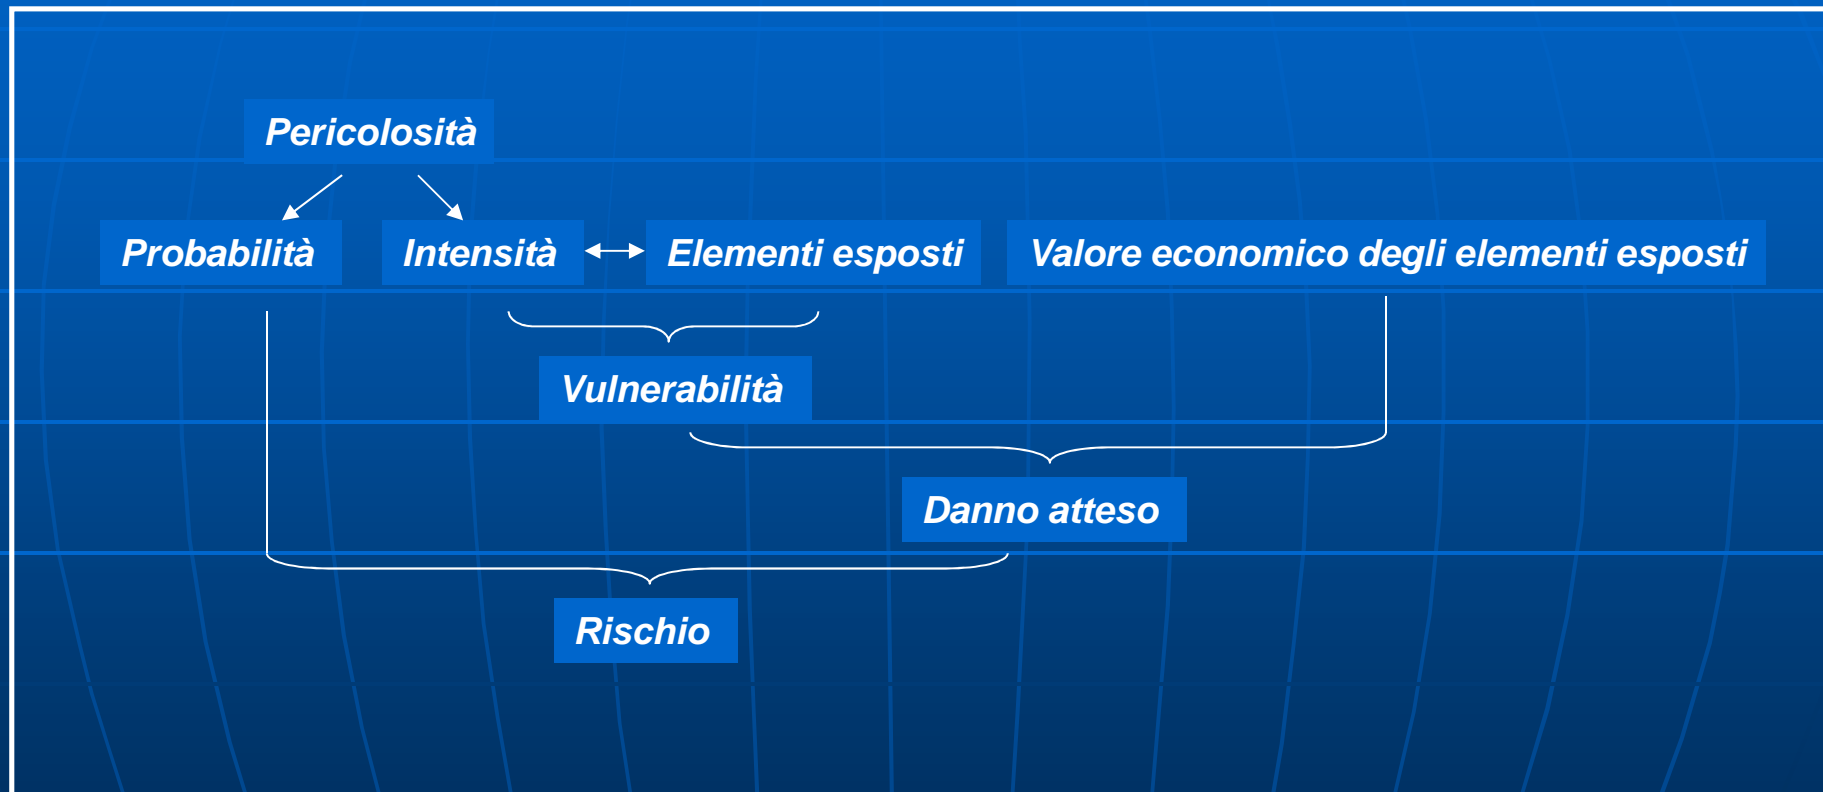 Pericolosità
Probabilità
Intensità
Elementi esposti
Valore economico degli elementi esposti
Vulnerabilità
Danno atteso
Rischio